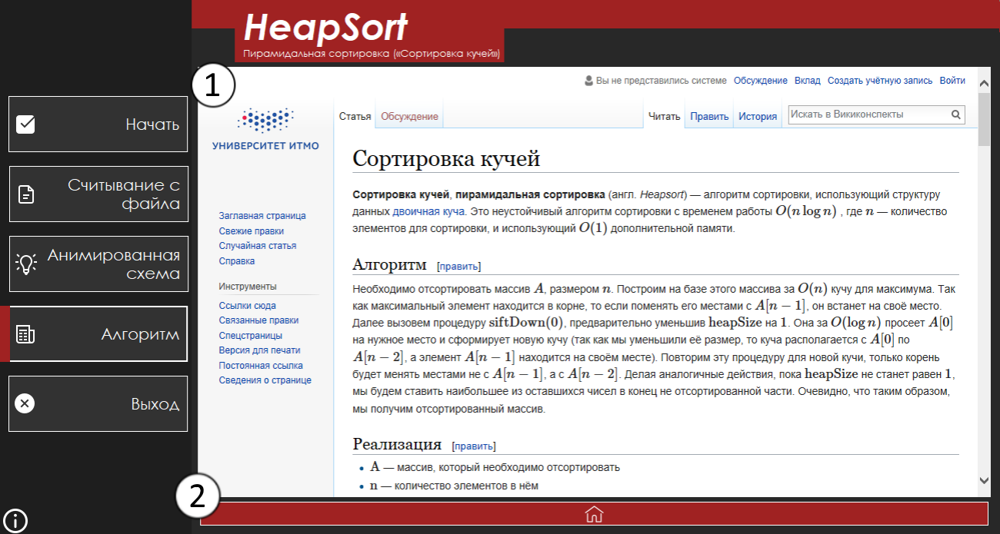 HeapSort
Пирамидальная сортировка («Сортировка кучей»)
1
Начать
Считывание с
файла
Анимированная
схема
Алгоритм
Выход
Вы не представились системе Обсуждение Вклад Создать учётную запись Войти
УНИВЕРСИТЕТ ИТМО
Статья Обсуждение Читать Править История Искать в Викиконспекты
Заглавная страница
Свежие правки
Случайная статья
Справка
Инструменты
Ссылки сюда
Связанные правки
Спецстраницы
Версия для печати
Постоянная ссылка
Сведения о странице
Сортировка кучей
Сортировка кучей, пирамидальная сортировка (англ. Heapsort) — алгоритм сортировки, использующий структуру
данных двоичная куча. Это неустойчивый алгоритм сортировки с временем работы O(n log n) , где n — количество
элементов для сортировки, и использующий O(1) дополнительной памяти.
Алгоритм [править]
Необходимо отсортировать массив A, размером n. Построим на базе этого массива за O(n) кучу для максимума. Так
как максимальный элемент находится в корне, то если поменять его местами с A[n − 1], он встанет на своё место.
Далее вызовем процедуру siftDown(0), предварительно уменьшив heapSize на 1. Она за O(log n) просеет A[0]
на нужное место и сформирует новую кучу (так как мы уменьшили её размер, то куча располагается с A[0] по
A[n − 2], а элемент A[n − 1] находится на своём месте). Повторим эту процедуру для новой кучи, только корень
будет менять местами не с A[n − 1], а с A[n − 2]. Делая аналогичные действия, пока heapSize не станет равен 1,
мы будем ставить наибольшее из оставшихся чисел в конец не отсортированной части. Очевидно, что таким образом,
мы получим отсортированный массив.
Реализация [править]
• A — массив, который необходимо отсортировать
• n — количество элементов в нём
2